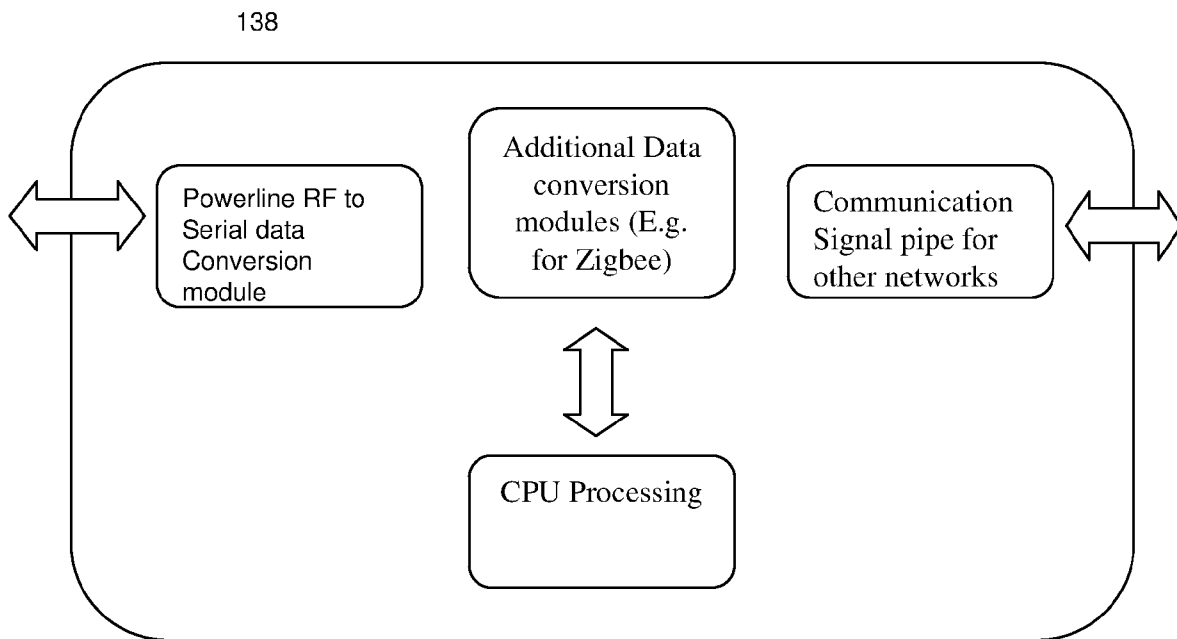 138
Powerline RF to
Serial data
Conversion
module
Additional Data
conversion
modules (E.g.
for Zigbee)
Communication
Signal pipe for
other networks
CPU Processing